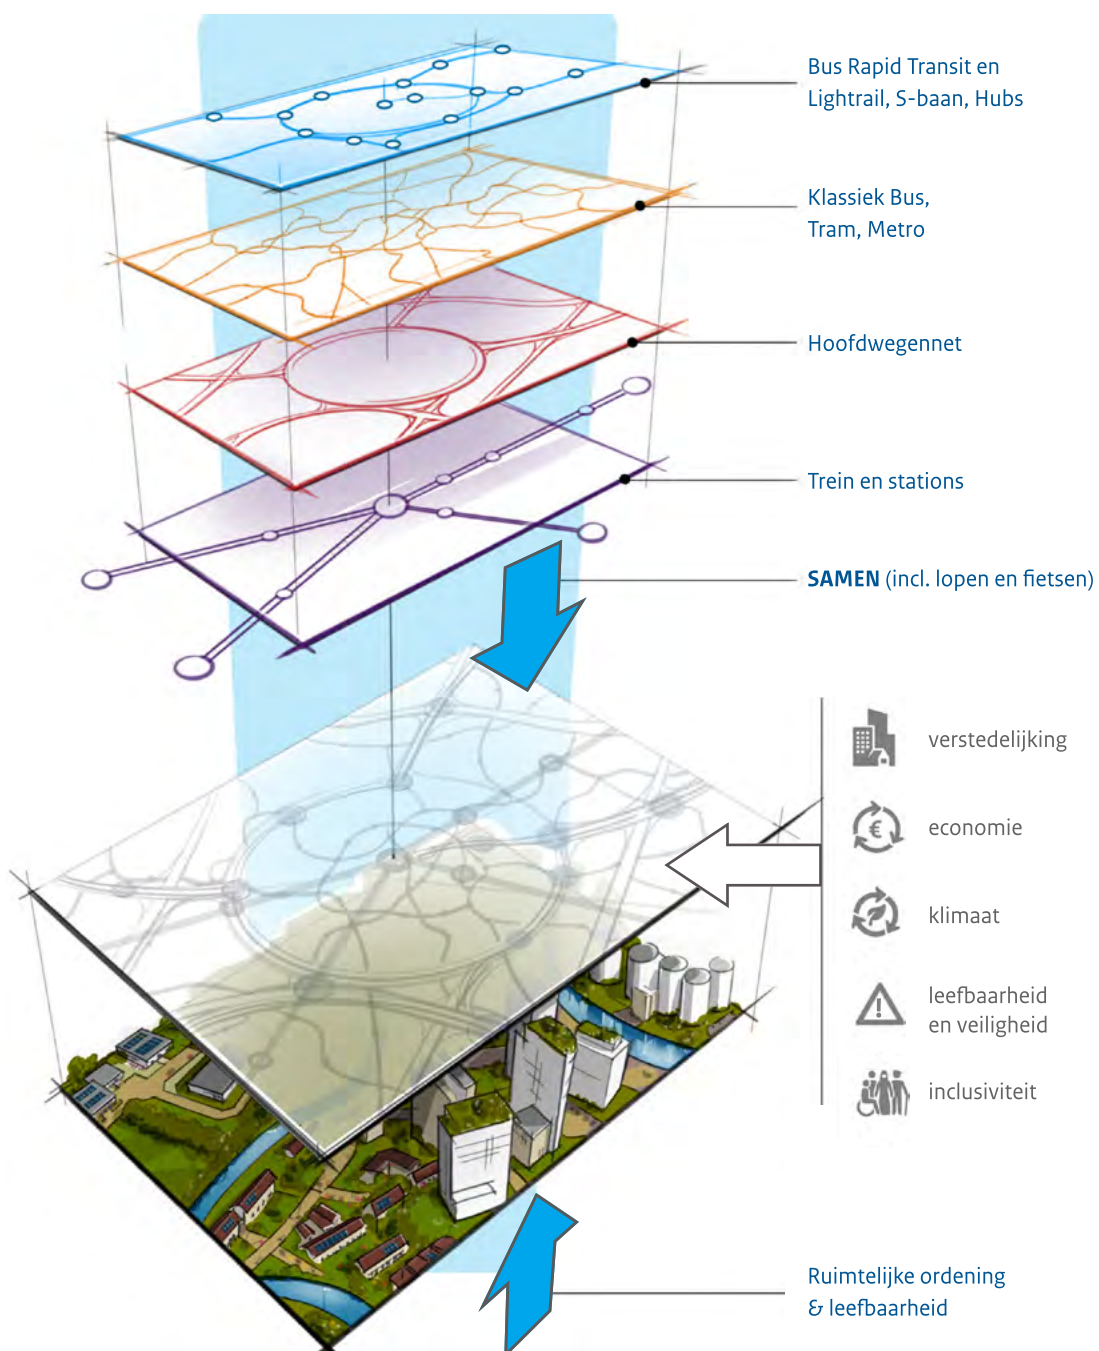 Bus Rapid Transit en
Lightrail, S-baan, Hubs
Klassiek Bus,
Tram, Metro
Hoofdwegennet
Trein en stations
SAMEN (incl. lopen en fietsen)
verstedelijking
€
economie
klimaat
leefbaarheid
en veiligheid
inclusiviteit
Ruimtelijke ordening
& leefbaarheid